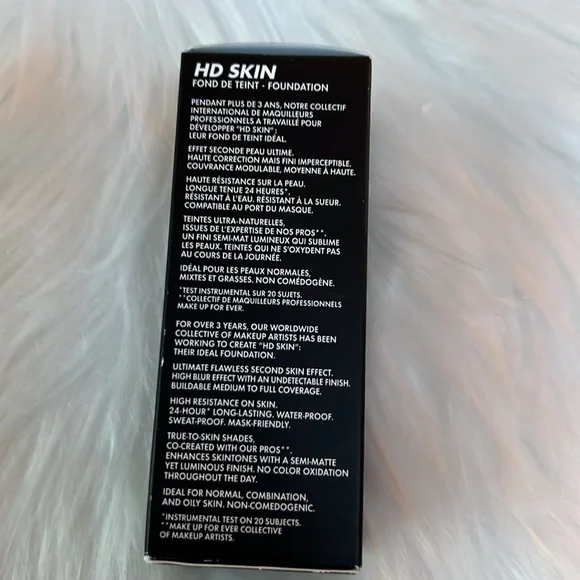 HD SKIN
FOND DE TEINT - FOUNDATION
PENDANT PLUS DE 3 ANS, NOTRE COLLECTIF
INTERNATIONAL DE MAQUILLEURS
PROFESSIONNELS A TRAVAILLÉ POUR
DÉVELOPPER "HD SKIN" :
LEUR FOND DE TEINT IDÉAL.
EFFET SECONDE PEAU ULTIME.
HAUTE CORRECTION MAIS FINI IMPERCEPTIBLE.
COUVRANCE MODULABLE, MOYENNE À HAUTE.
HAUTE RÉSISTANCE SUR LA PEAU.
LONGUE TENUE 24 HEURES*.
RÉSISTANT À L'EAU. RÉSISTANT À LA SUEUR.
COMPATIBLE AU PORT DU MASQUE.
TEINTES ULTRA-NATURELLES,
ISSUES DE L'EXPERTISE DE NOS PROS**.
UN FINI SEMI-MAT LUMINEUX QUI SUBLIME
LES PEAUX. TEINTES QUI NE S'OXYDENT PAS
AU COURS DE LA JOURNÉE.
IDÉAL POUR LES PEAUX NORMALES,
MIXTES ET GRASSES. NON COMÉDOGÈNE.
*TEST INSTRUMENTAL SUR 20 SUJETS.
**COLLECTIF DE MAQUILLEURS PROFESSIONNELS
MAKE UP FOR EVER.
FOR OVER 3 YEARS, OUR WORLDWIDE
COLLECTIVE OF MAKEUP ARTISTS HAS BEEN
WORKING TO CREATE "HD SKIN":
THEIR IDEAL FOUNDATION.
ULTIMATE FLAWLESS SECOND SKIN EFFECT.
HIGH BLUR EFFECT WITH AN UNDETECTABLE FINISH.
BUILDABLE MEDIUM TO FULL COVERAGE.
HIGH RESISTANCE ON SKIN.
24-HOUR* LONG-LASTING. WATER-PROOF.
SWEAT-PROOF. MASK-FRIENDLY.
TRUE-TO-SKIN SHADES,
CO-CREATED WITH OUR PROS**.
ENHANCES SKINTONES WITH A SEMI-MATTE
YET LUMINOUS FINISH. NO COLOR OXIDATION
THROUGHOUT THE DAY.
IDEAL FOR NORMAL, COMBINATION,
AND OILY SKIN. NON-COMEDOGENIC.
*INSTRUMENTAL TEST ON 20 SUBJECTS.
**MAKE UP FOR EVER COLLECTIVE
OF MAKEUP ARTISTS.